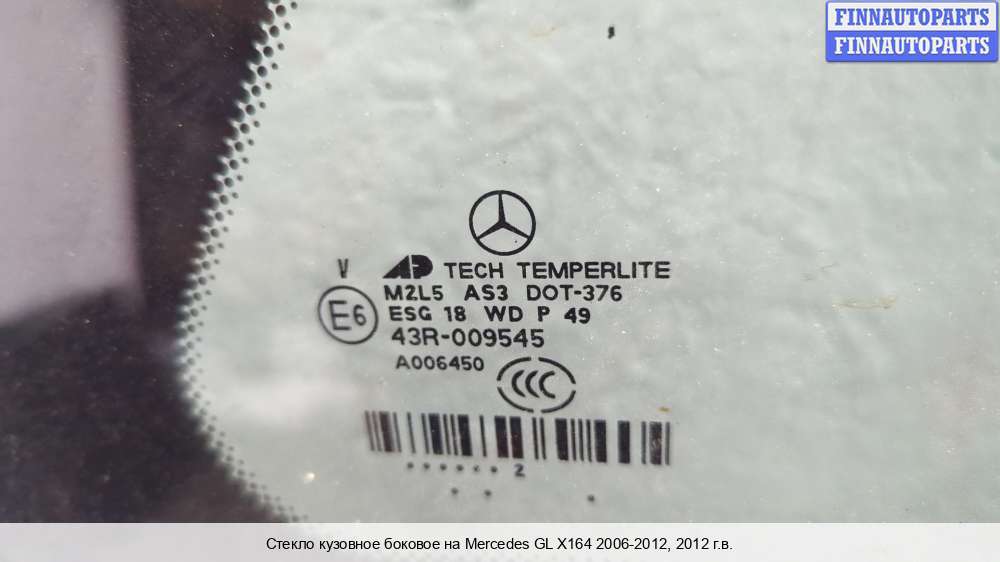 FINNAUTOPARTS
FINNAUTOPARTS
V AP TECH TEMPERLITE
M2L5 AS3 DOT-376
E6 ESG 18 WD P 49
43R-009545
A006450
CCC
2
Стекло кузовное боковое на Mercedes GL X164 2006-2012, 2012 г.в.